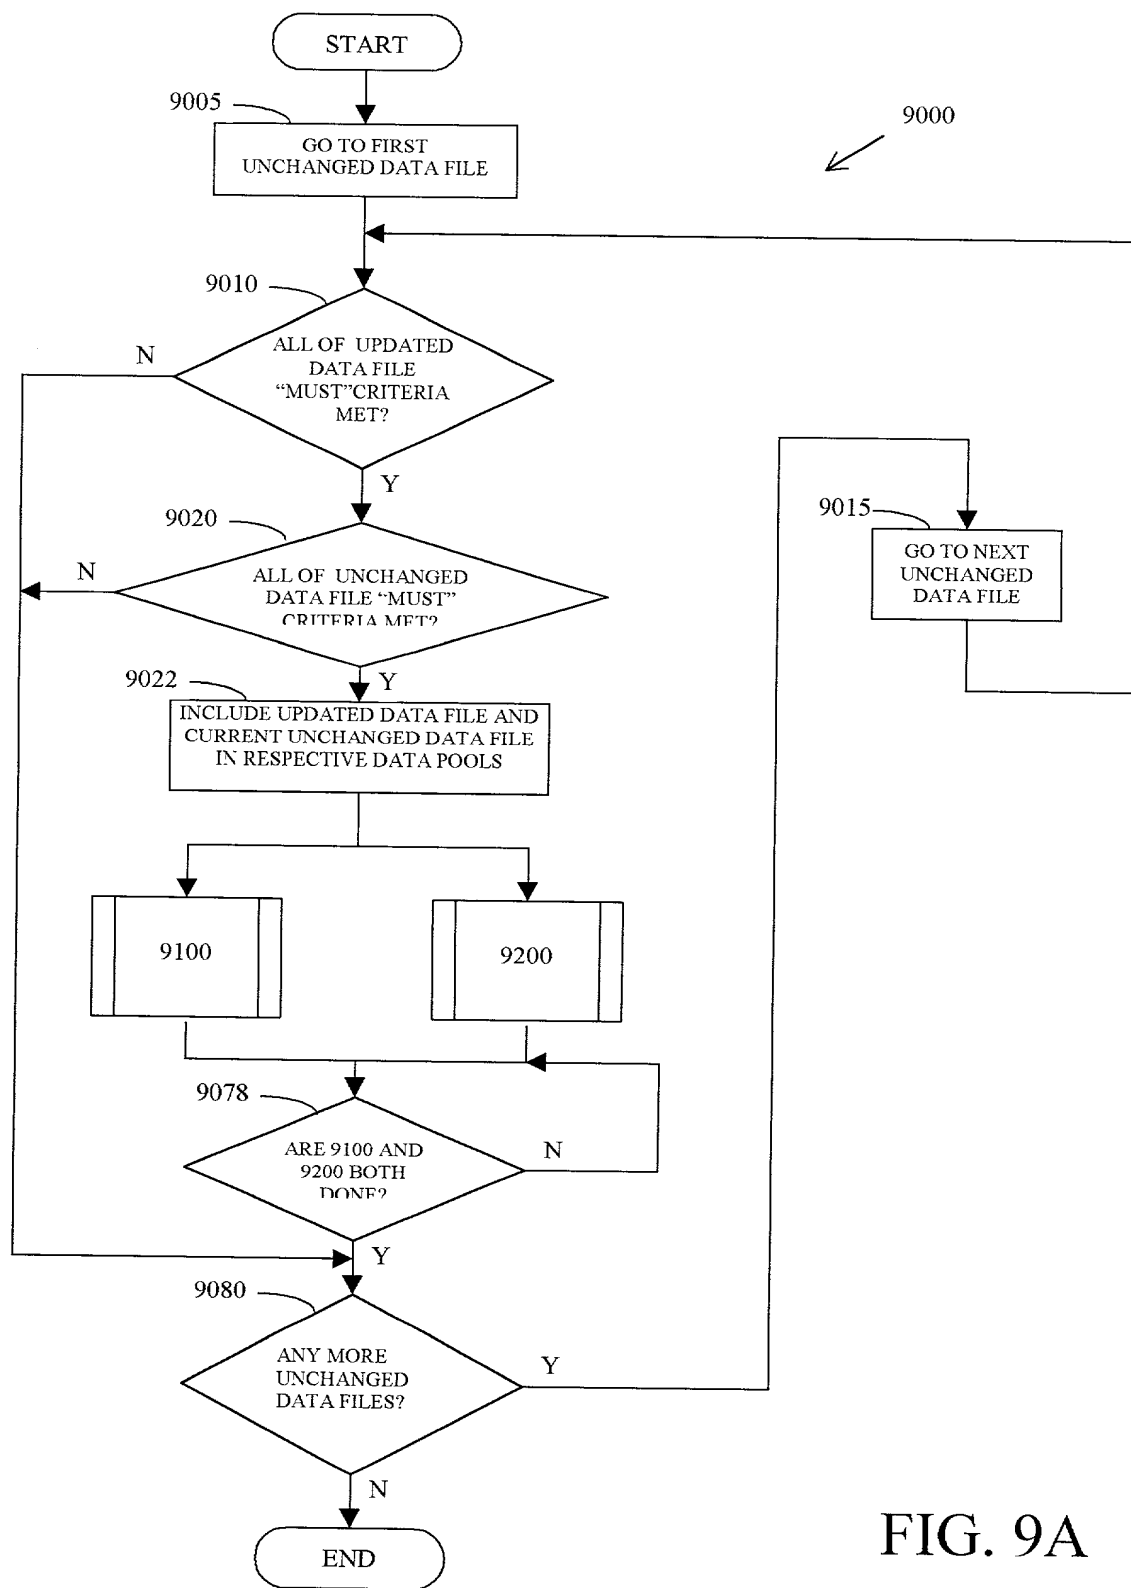 START
9005
GO TO FIRST
UNCHANGED DATA FILE
9000
9010
ALL OF UPDATED
DATA FILE
“MUST”CRITERIA
MET?
N
Y
9020
ALL OF UNCHANGED
DATA FILE “MUST”
CRITERIA MET?
N
Y
9015
GO TO NEXT
UNCHANGED
DATA FILE
9022
INCLUDE UPDATED DATA FILE AND
CURRENT UNCHANGED DATA FILE
IN RESPECTIVE DATA POOLS
9100
9200
9078
ARE 9100 AND
9200 BOTH
DONE?
N
Y
9080
ANY MORE
UNCHANGED
DATA FILES?
Y
N
END
FIG. 9A